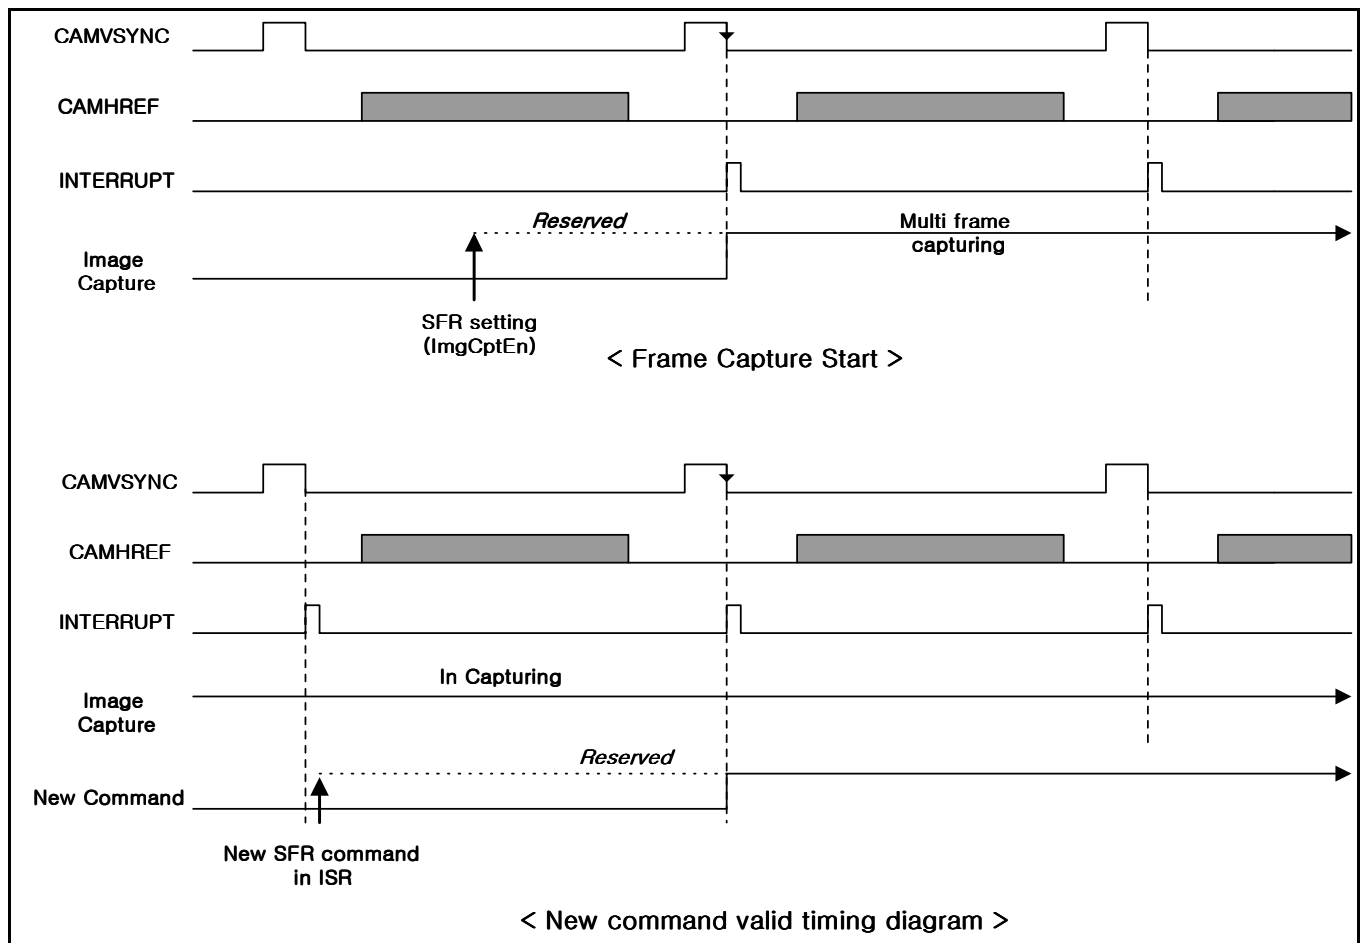 CAMVSYNC
CAMHREF
INTERRUPT
Reserved
Multi frame
capturing
Image
Capture
SFR setting
(ImgCptEn)
< Frame Capture Start >
CAMVSYNC
CAMHREF
INTERRUPT
In Capturing
Image
Capture
Reserved
New Command
New SFR command
in ISR
< New command valid timing diagram >